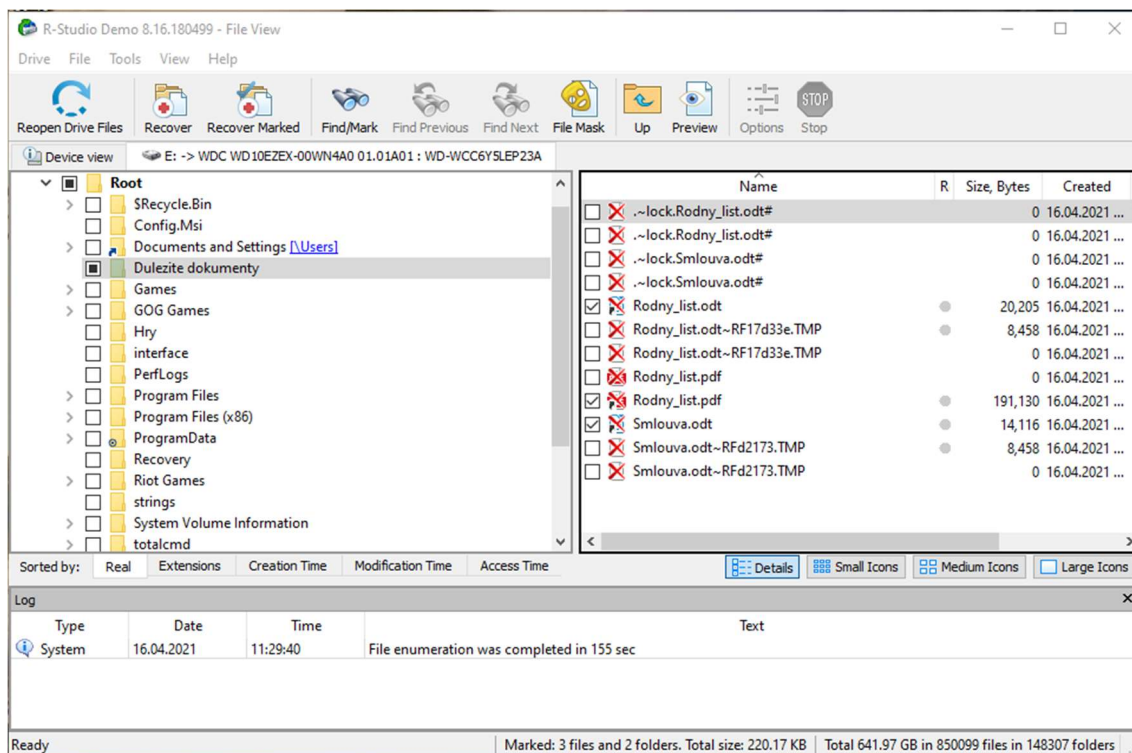 R-Studio Demo 8.16.180499 - File View
Drive File Tools View Help
Reopen Drive Files Recover Recover Marked Find/Mark Find Previous Find Next File Mask Up Preview Options STOP Stop
Device view E: -> WDC WD10EZEX-00WN4A0 01.01A01 : WD-WCC6Y5LEP23A
Root
$Recycle.Bin
Config.Msi
Documents and Settings [\Users]
Dulezite dokumenty
Games
GOG Games
Hry
interface
PerfLogs
Program Files
Program Files (x86)
ProgramData
Recovery
Riot Games
strings
System Volume Information
totalcmd
Name R Size, Bytes Created
.~lock.Rodny_list.odt# 0 16.04.2021 ...
.~lock.Rodny_list.odt# 0 16.04.2021 ...
.~lock.Smlouva.odt# 0 16.04.2021 ...
.~lock.Smlouva.odt# 0 16.04.2021 ...
Rodny_list.odt 20,205 16.04.2021 ...
Rodny_list.odt~RF17d33e.TMP 8,458 16.04.2021 ...
Rodny_list.odt~RF17d33e.TMP 0 16.04.2021 ...
Rodny_list.pdf 0 16.04.2021 ...
Rodny_list.pdf 191,130 16.04.2021 ...
Smlouva.odt 14,116 16.04.2021 ...
Smlouva.odt~RFd2173.TMP 8,458 16.04.2021 ...
Smlouva.odt~RFd2173.TMP 0 16.04.2021 ...
Sorted by: Real Extensions Creation Time Modification Time Access Time
Details Small Icons Medium Icons Large Icons
Log
Type Date Time Text
System 16.04.2021 11:29:40 File enumeration was completed in 155 sec
Ready Marked: 3 files and 2 folders. Total size: 220.17 KB Total 641.97 GB in 850099 files in 148307 folders